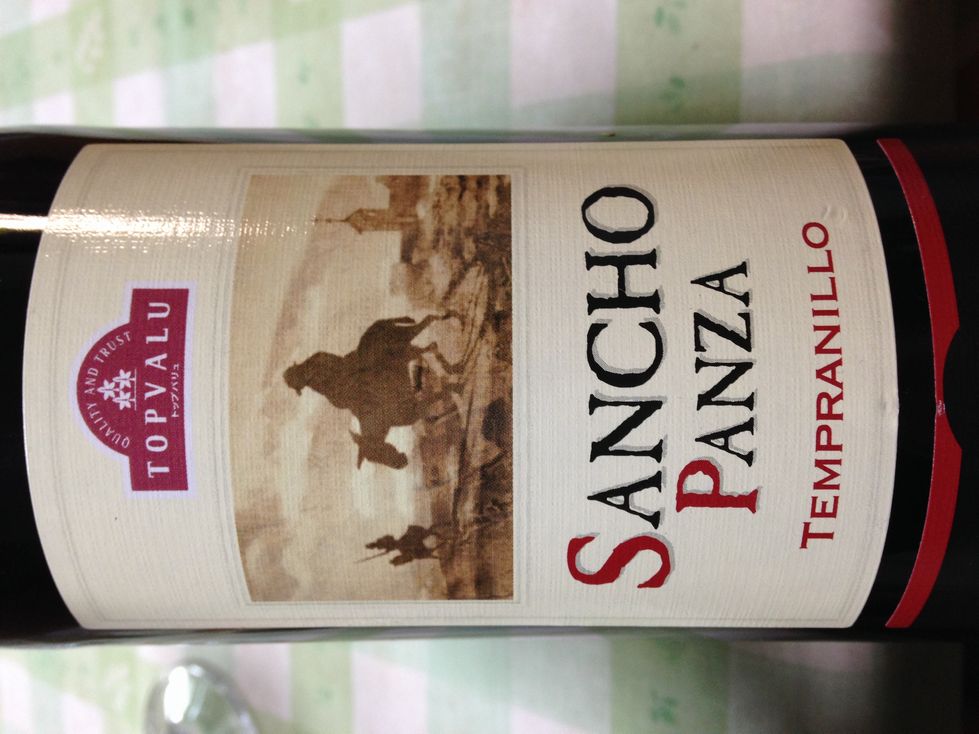 QUALITY AND TRUST
TOPVALU
トップバリュ
SANCHO
PANZA
TEMPRANILLO